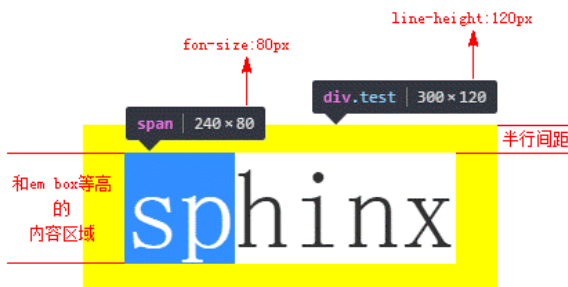 line-height:120px
fon-size:80px
div.test | 300×120
span | 240×80
半行间距
和em box等高
的
内容区域
sphinx